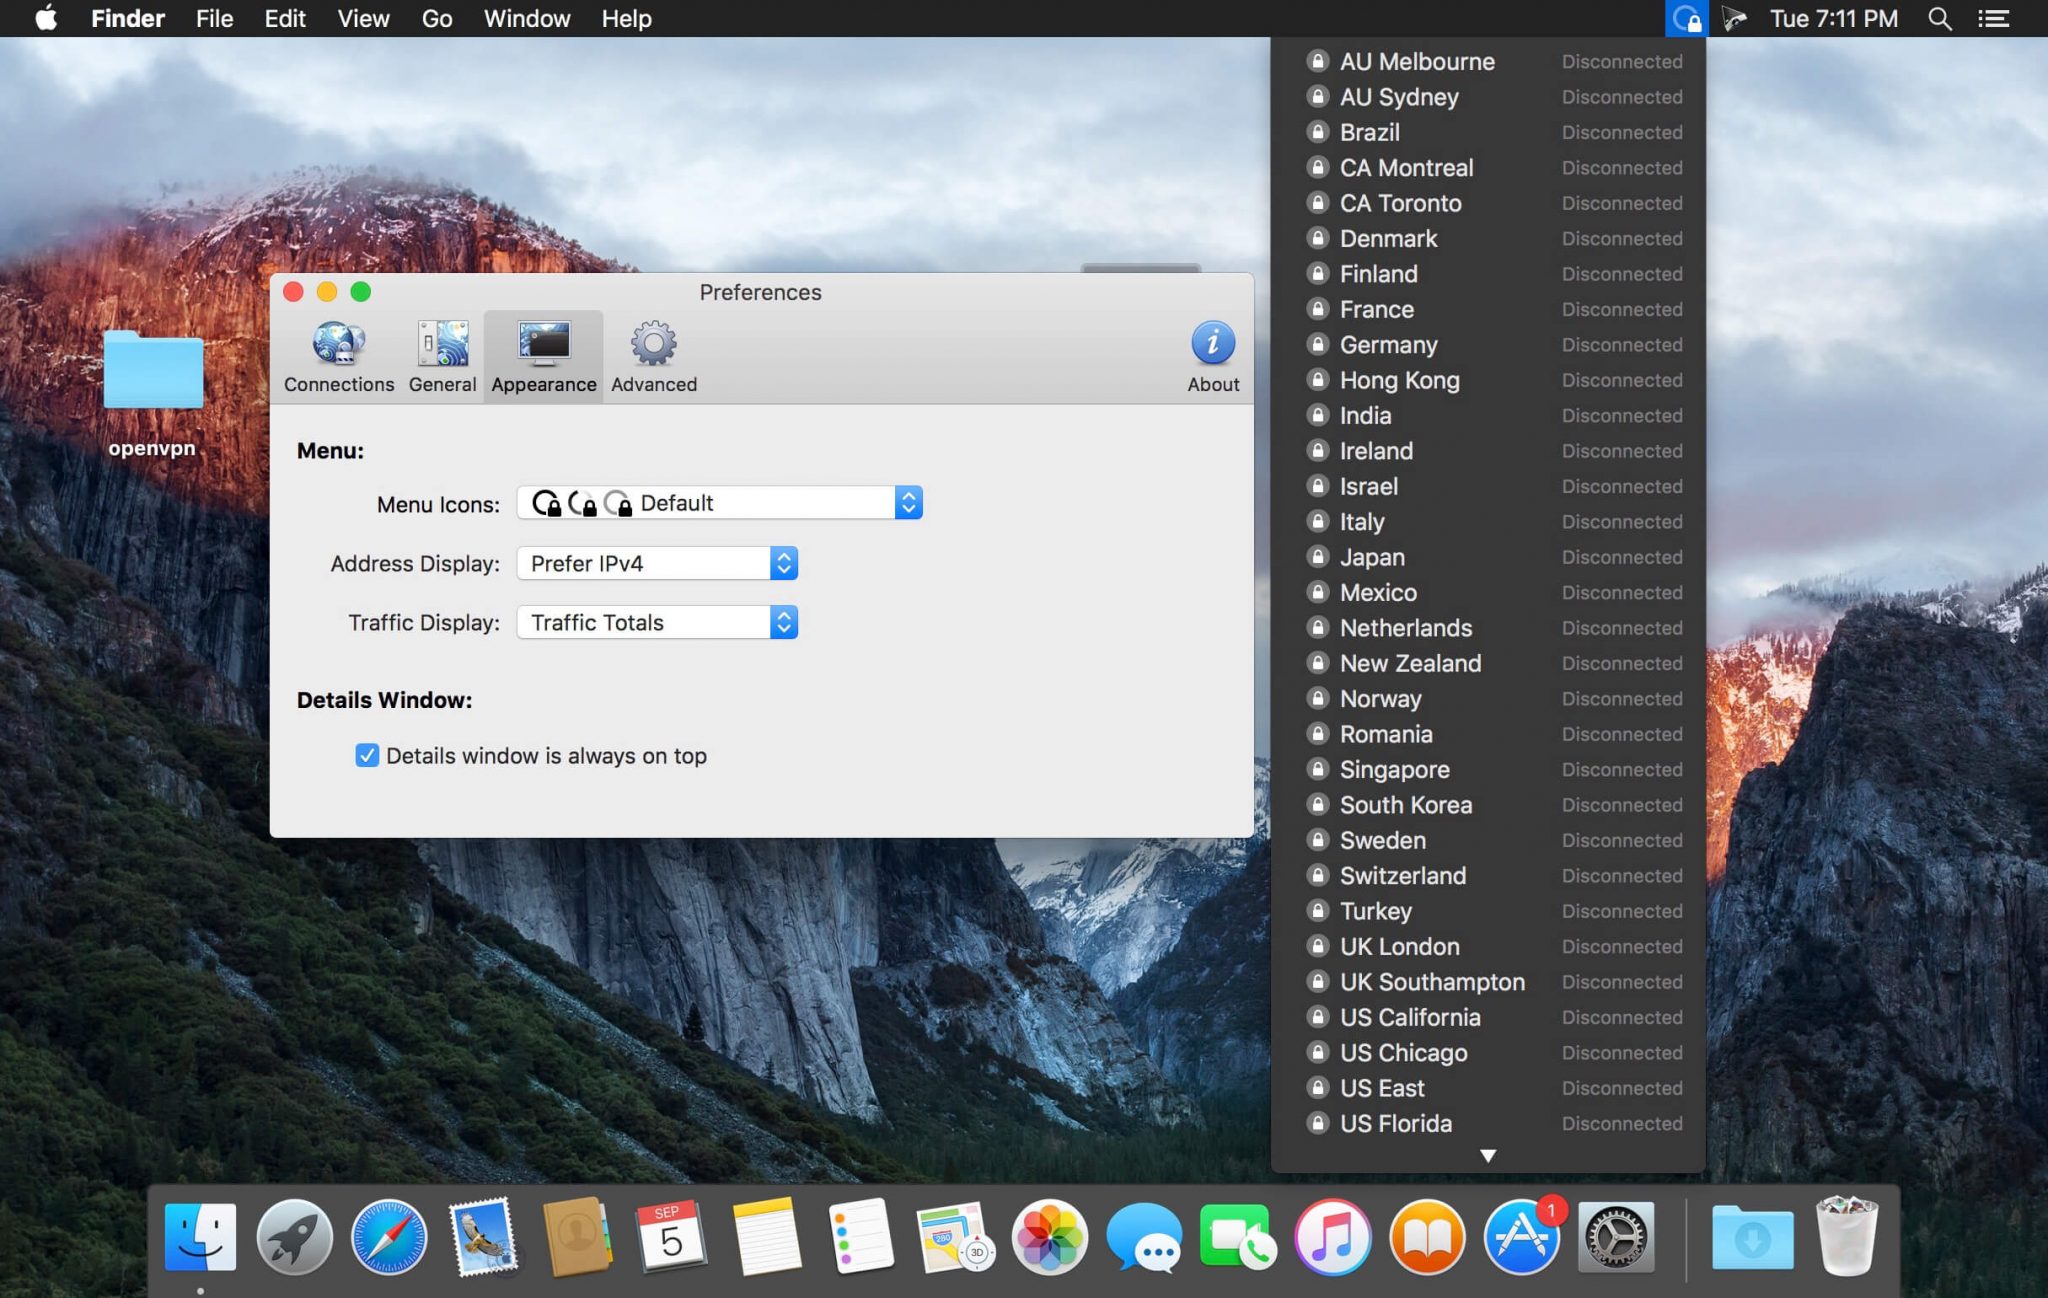 Finder File Edit View Go Window Help
Tue 7:11 PM
openvpn
Preferences
Connections General Appearance Advanced About
Menu:
Menu Icons: Default
Address Display: Prefer IPv4
Traffic Display: Traffic Totals
Details Window:
Details window is always on top
AU Melbourne Disconnected
AU Sydney Disconnected
Brazil Disconnected
CA Montreal Disconnected
CA Toronto Disconnected
Denmark Disconnected
Finland Disconnected
France Disconnected
Germany Disconnected
Hong Kong Disconnected
India Disconnected
Ireland Disconnected
Israel Disconnected
Italy Disconnected
Japan Disconnected
Mexico Disconnected
Netherlands Disconnected
New Zealand Disconnected
Norway Disconnected
Romania Disconnected
Singapore Disconnected
South Korea Disconnected
Sweden Disconnected
Switzerland Disconnected
Turkey Disconnected
UK London Disconnected
UK Southampton Disconnected
US California Disconnected
US Chicago Disconnected
US East Disconnected
US Florida Disconnected
SEP
5
280
3D
1